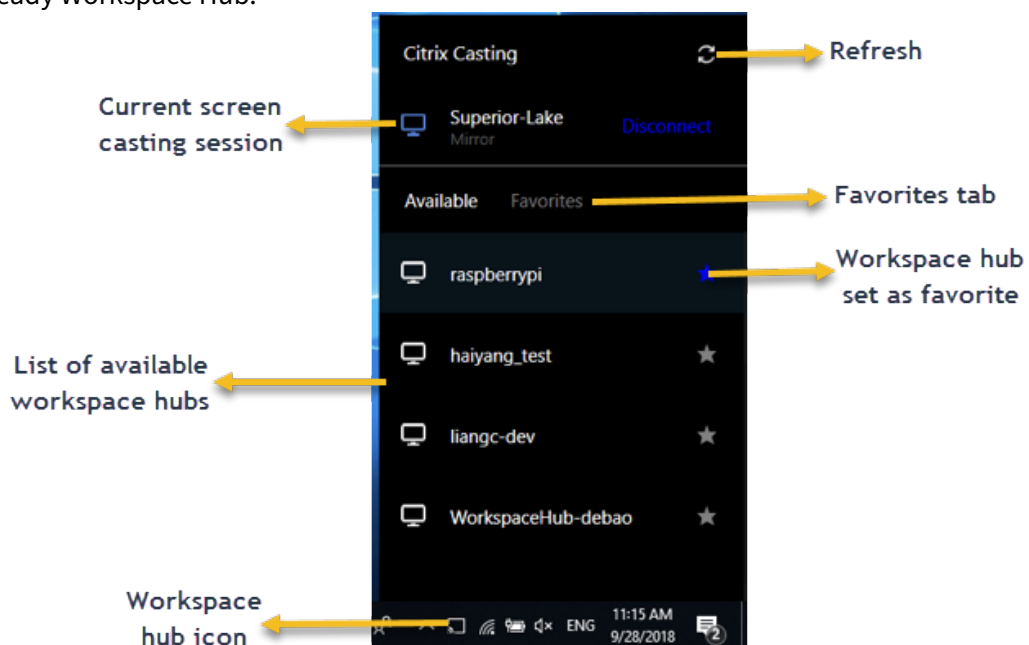 eady Workspace Hub.
Citrix Casting
Refresh
Current screen
casting session
Superior-Lake
Mirror
Disconnect
Available Favorites
Favorites tab
raspberrypi
Workspace hub
set as favorite
haiyang_test
List of available
workspace hubs
liangc-dev
WorkspaceHub-debao
Workspace
hub icon
ENG
11:15 AM
9/28/2018
2